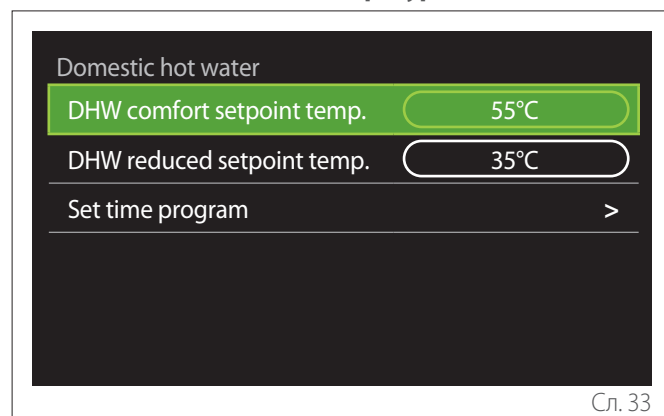 Domestic hot water
DHW comfort setpoint temp. 55°C
DHW reduced setpoint temp. 35°C
Set time program >
Сл. 33